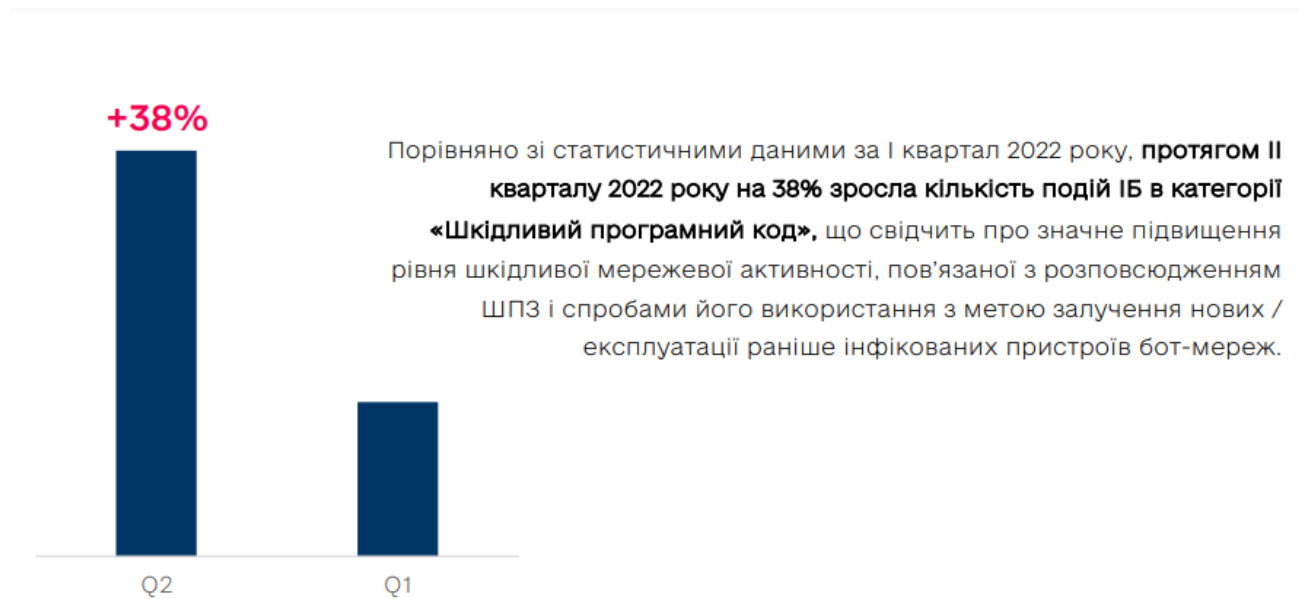 +38%
Порівняно зі статистичними даними за І квартал 2022 року, протягом ІІ
кварталу 2022 року на 38% зросла кількість подій ІБ в категорії
«Шкідливий програмний код», що свідчить про значне підвищення
рівня шкідливої мережевої активності, пов’язаної з розповсюдженням
ШПЗ і спробами його використання з метою залучення нових /
експлуатації раніше інфікованих пристроїв бот-мереж.
Q2
Q1